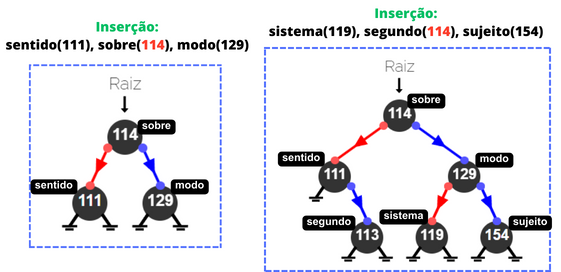 Inserção:
sentido(111), sobre(114), modo(129)
Raiz
114
sobre
sentido
111
modo
129
Inserção:
sistema(119), segundo(114), sujeito(154)
Raiz
sobre
114
sentido
111
modo
129
segundo
113
sistema
119
sujeito
154